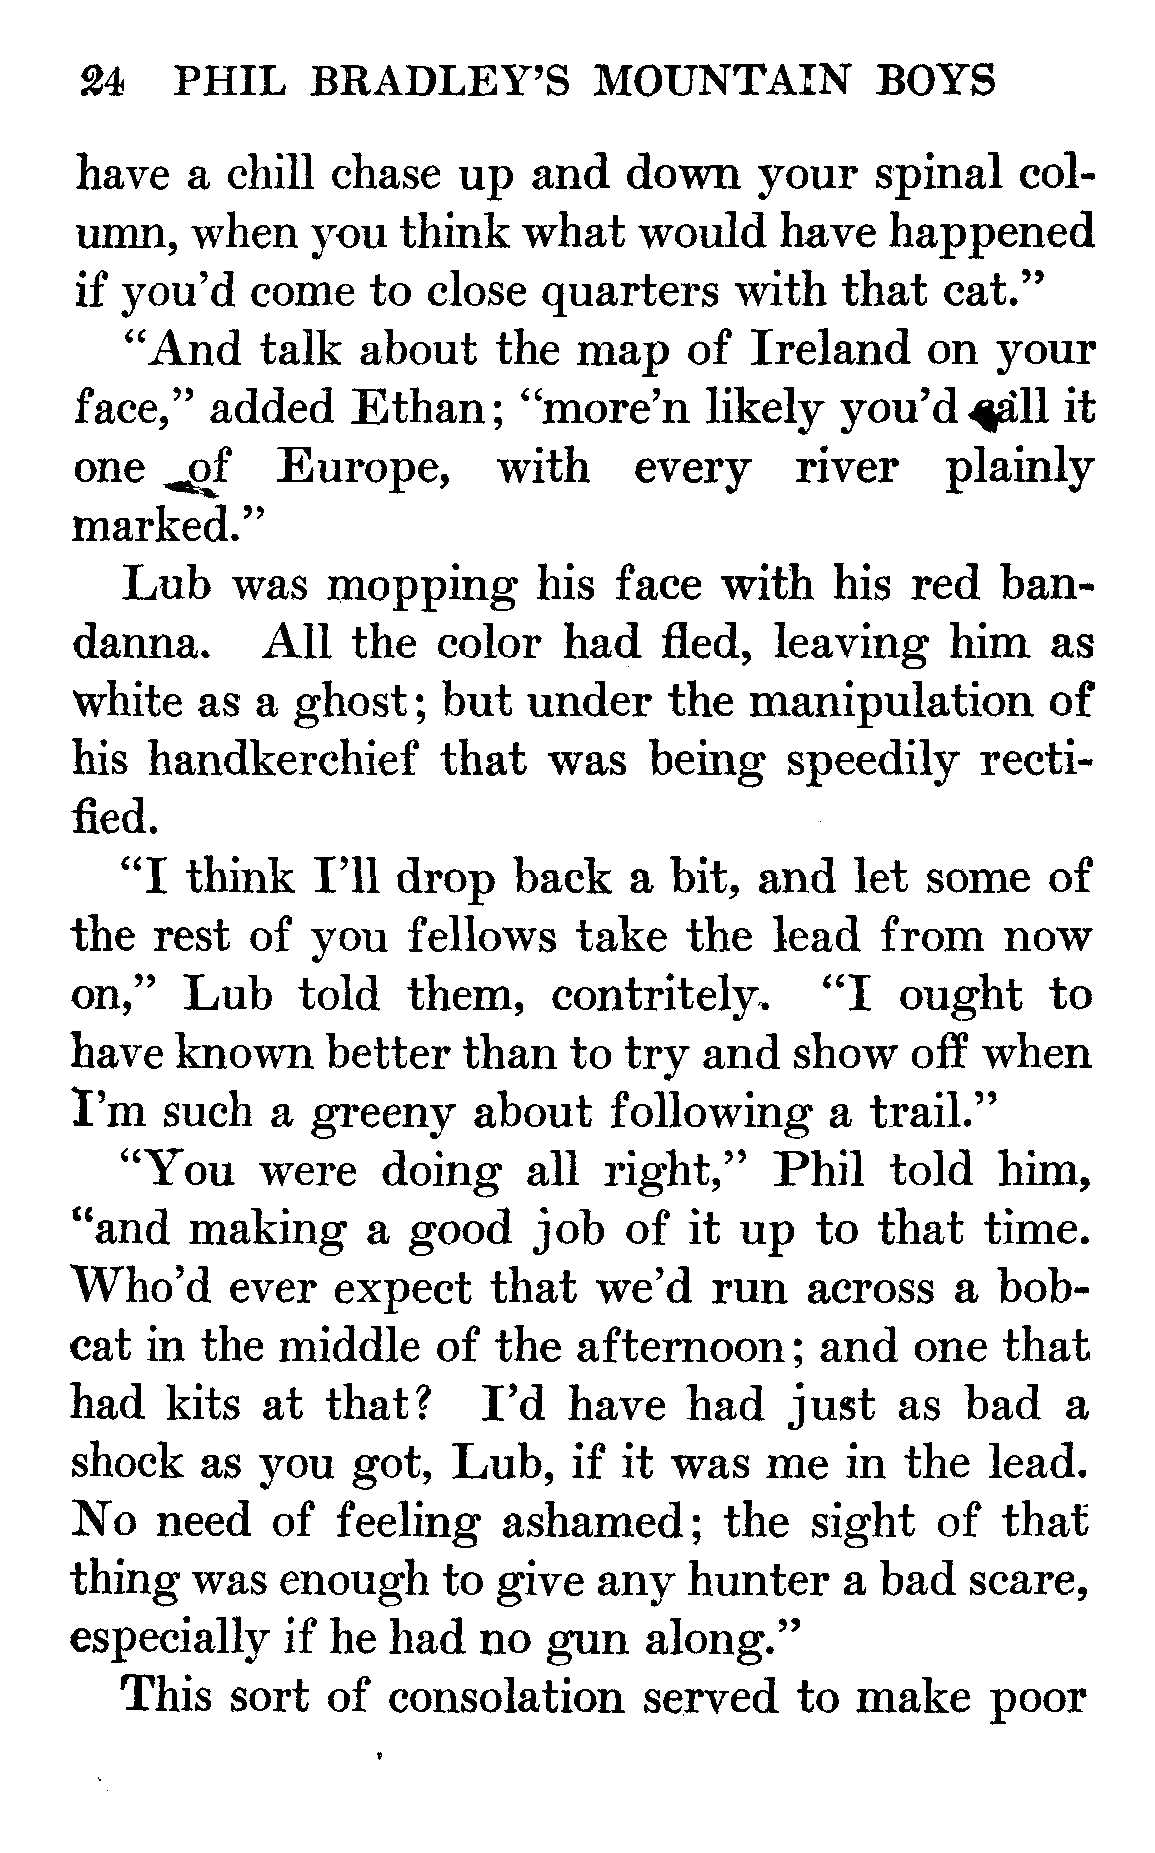 24 PHIL BRADLEY'S MOUNTAIN BOYS
have a chill chase up and down your spinal col-
umn, when you think what would have happened
if you'd come to close quarters with that cat."
"And talk about the map of Ireland on your
face," added Ethan; "more'n likely you'd call it
one of Europe, with every river plainly
marked."
Lub was mopping his face with his red ban-
danna. All the color had fled, leaving him as
white as a ghost; but under the manipulation of
his handkerchief that was being speedily recti-
fied.
"I think I'll drop back a bit, and let some of
the rest of you fellows take the lead from now
on," Lub told them, contritely. "I ought to
have known better than to try and show off when
I'm such a greeny about following a trail."
"You were doing all right," Phil told him,
"and making a good job of it up to that time.
Who'd ever expect that we'd run across a bob-
cat in the middle of the afternoon; and one that
had kits at that? I'd have had just as bad a
shock as you got, Lub, if it was me in the lead.
No need of feeling ashamed; the sight of that
thing was enough to give any hunter a bad scare,
especially if he had no gun along."
This sort of consolation served to make poor